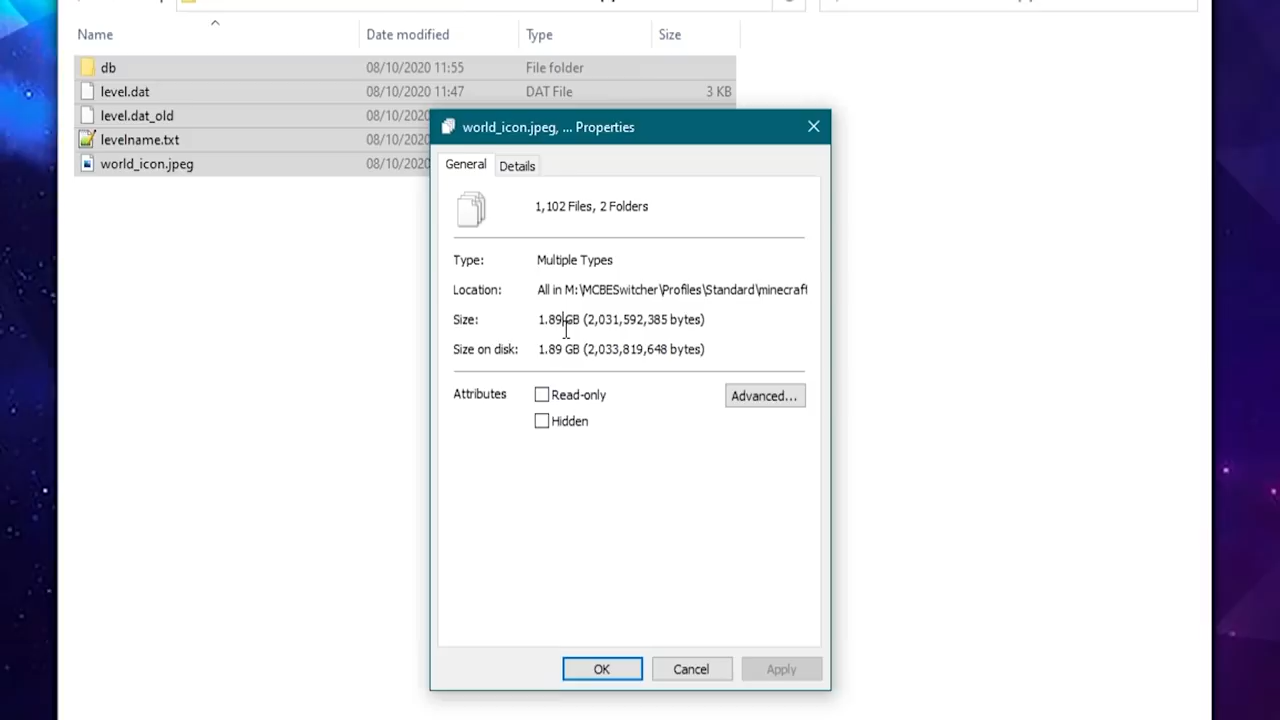 Name Date modified Type Size
db 08/10/2020 11:55 File folder
level.dat 08/10/2020 11:47 DAT File 3 KB
level.dat_old 08/10/2020
levelname.txt 08/10/2020
world_icon.jpeg 08/10/2020
world_icon.jpeg, ... Properties
General Details
1,102 Files, 2 Folders
Type: Multiple Types
Location: All in M:\MCBESwitcher\Profiles\Standard\minecraft
Size: 1.89 GB (2,031,592,385 bytes)
Size on disk: 1.89 GB (2,033,819,648 bytes)
Attributes Read-only Advanced...
Hidden
OK Cancel Apply